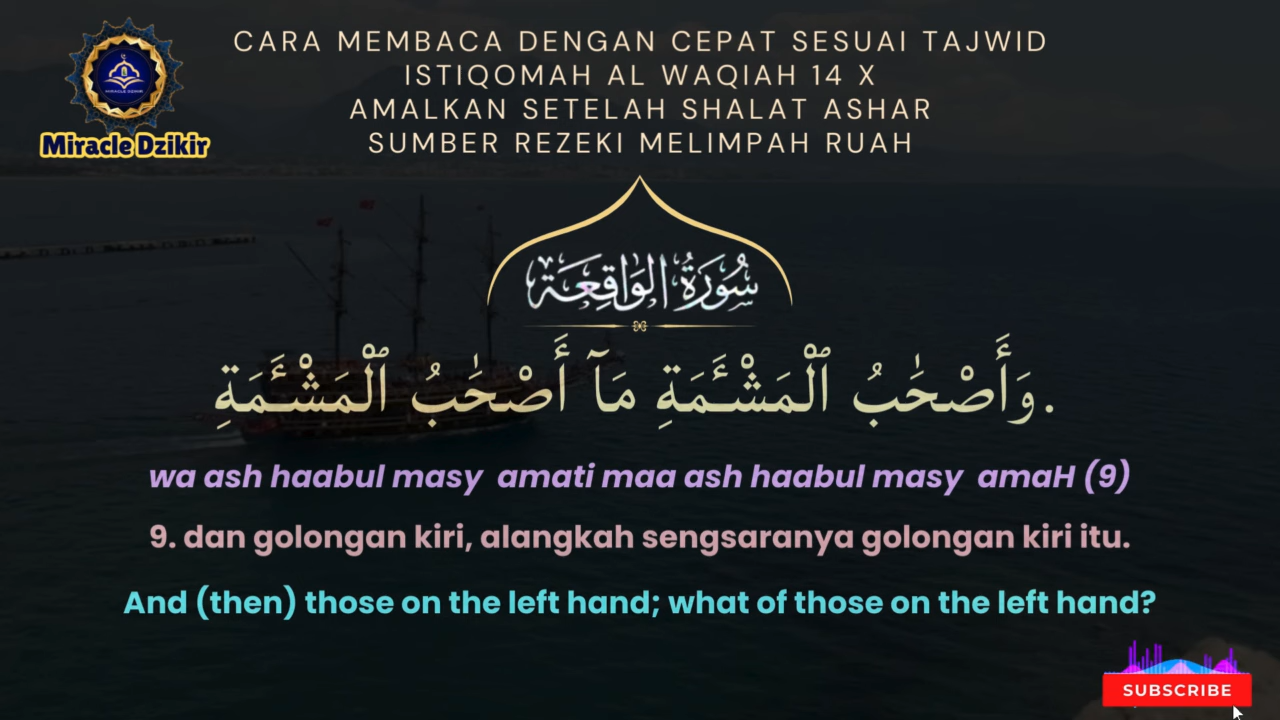 CARA MEMBACA DENGAN CEPAT SESUAI TAJWID
ISTIQOMAH AL WAQIAH 14 X
AMALKAN SETELAH SHALAT ASHAR
SUMBER REZEKI MELIMPAH RUAH
MIRACLE DZIKIR
Miracle Dzikir
سُورَةُ الوَاقِعَة
وَأَصْحَٰبُ ٱلْمَشْـَٔمَةِ مَآ أَصْحَٰبُ ٱلْمَشْـَٔمَةِ.
wa ash haabul masy amati maa ash haabul masy amaH (9)
9. dan golongan kiri, alangkah sengsaranya golongan kiri itu.
And (then) those on the left hand; what of those on the left hand?
SUBSCRIBE